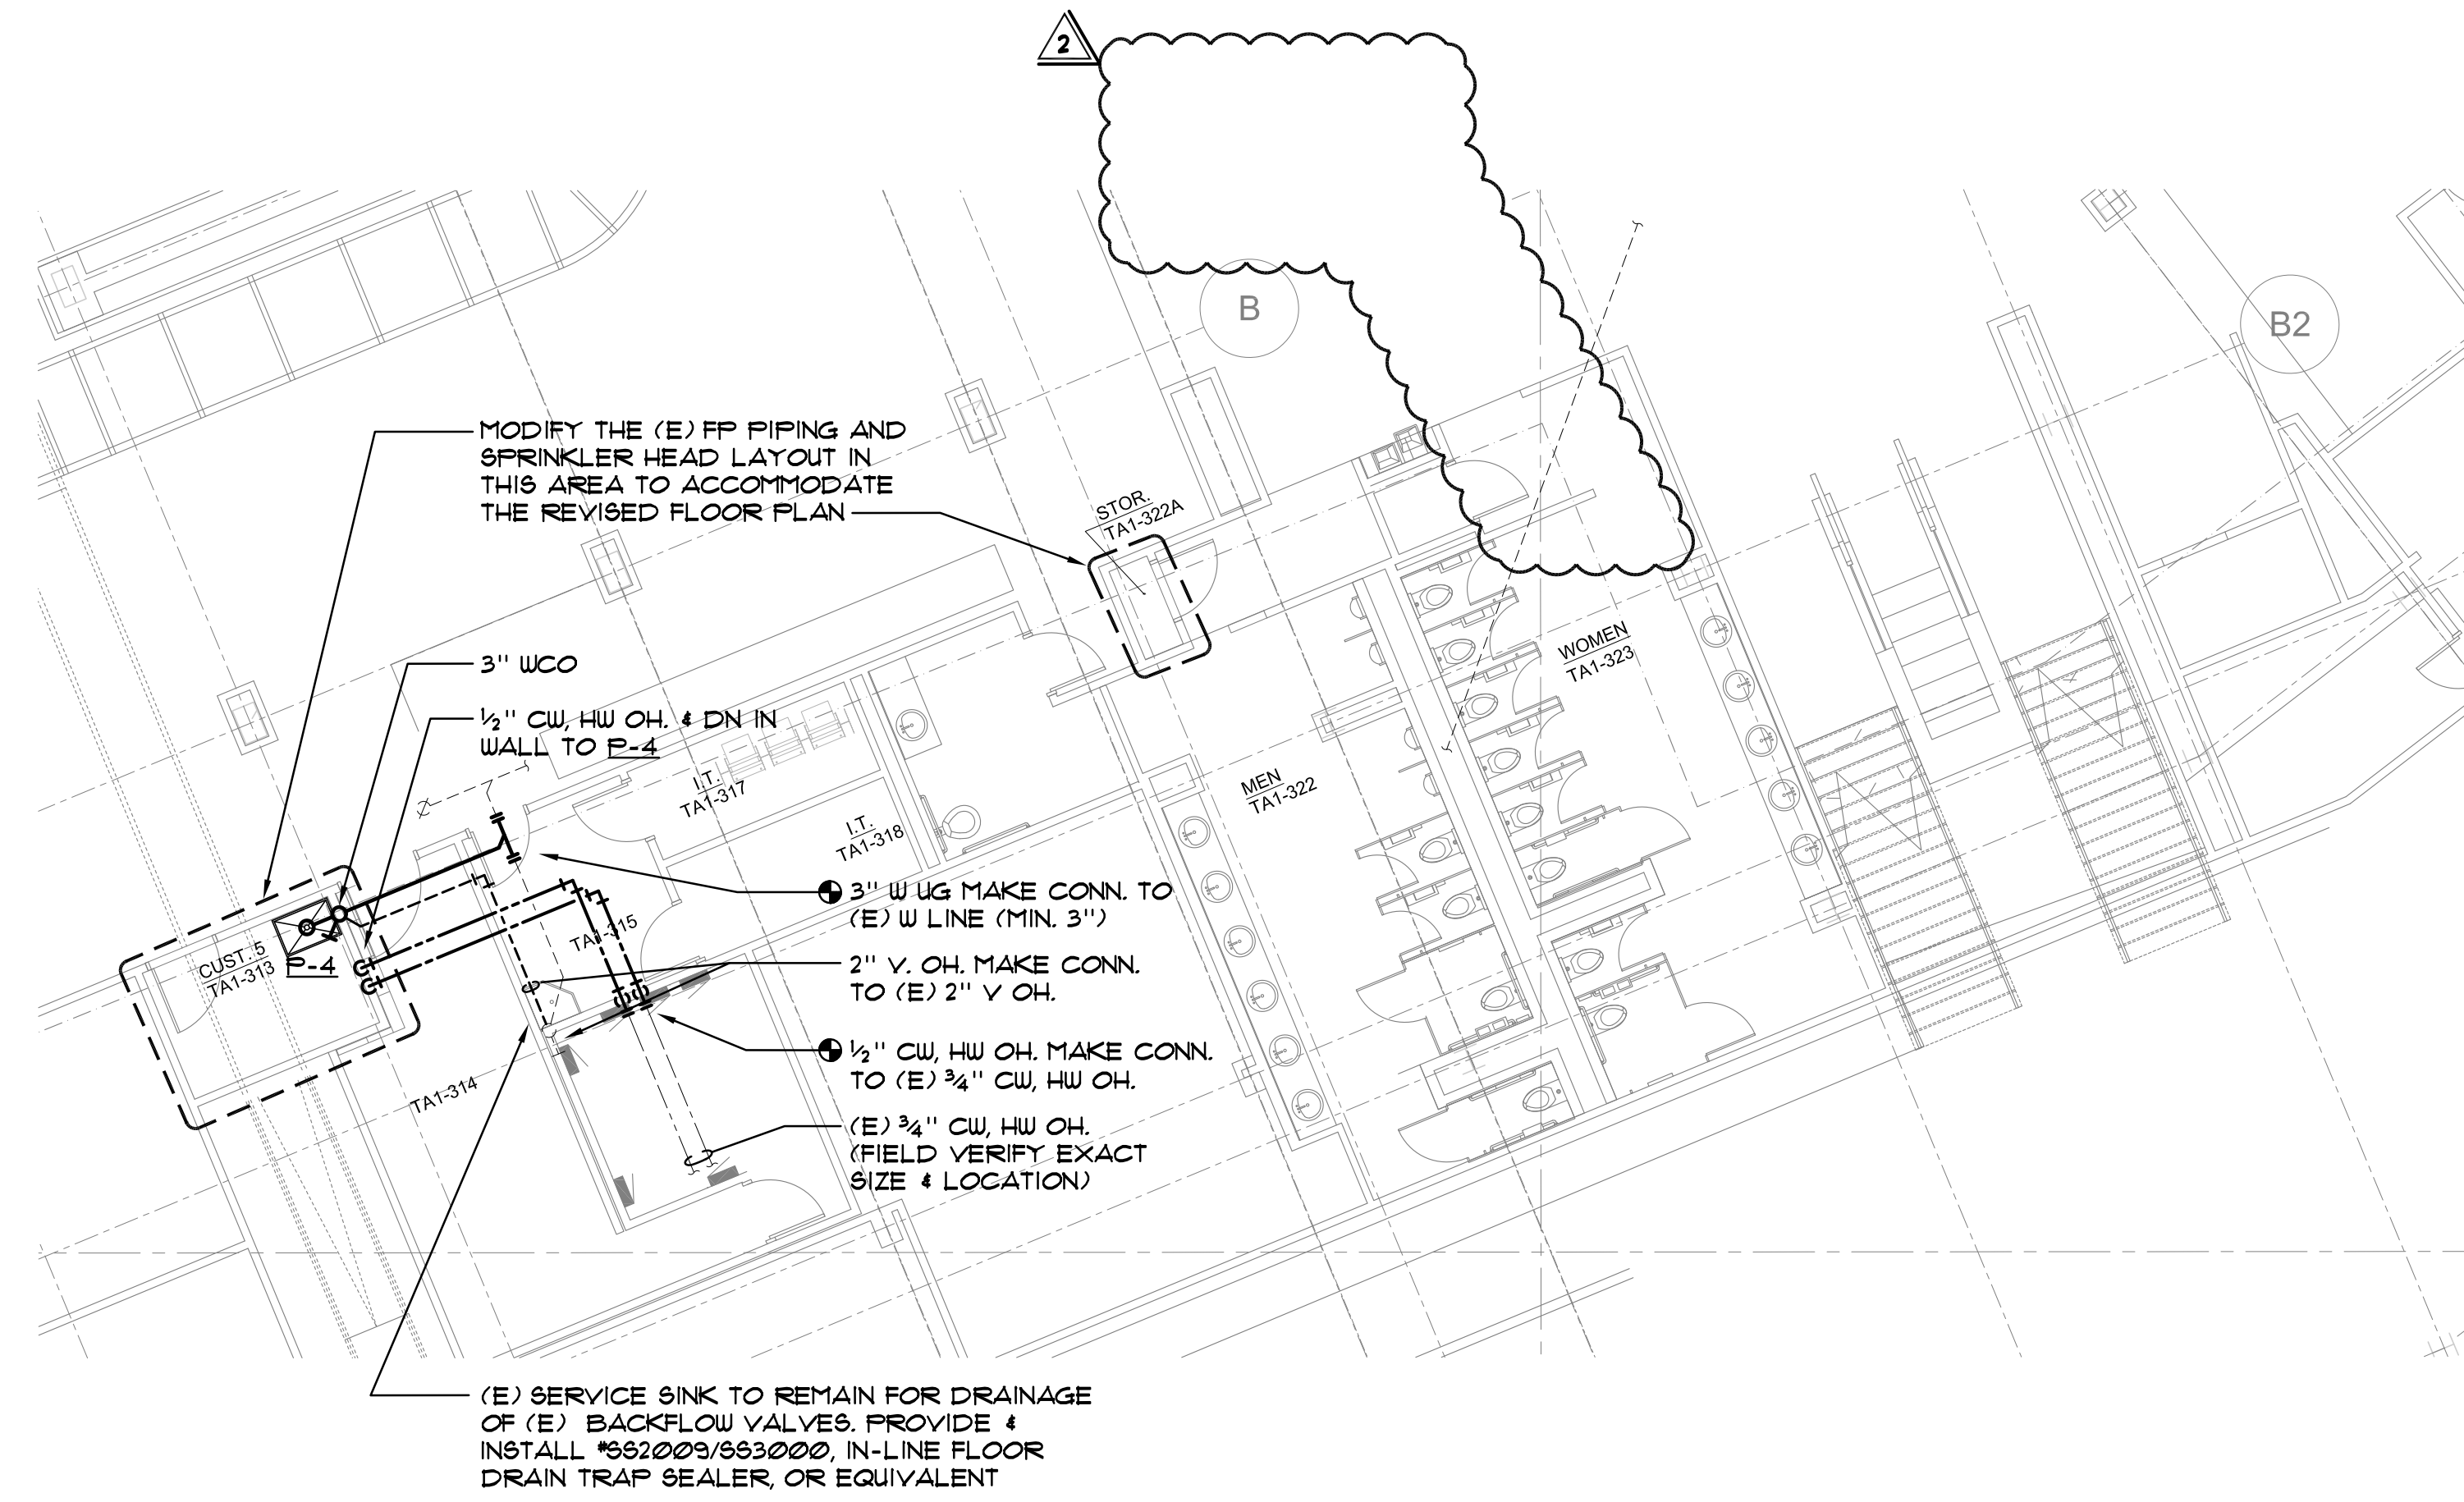 2
B
B2
MODIFY THE (E) FP PIPING AND
SPRINKLER HEAD LAYOUT IN
THIS AREA TO ACCOMMODATE
THE REVISED FLOOR PLAN
STOR.
TA1-322A
WOMEN
TA1-323
3" WCO
½" CW, HW OH. & DN IN
WALL TO P-4
I.T.
TA1-317
I.T.
TA1-318
MEN
TA1-322
3" W UG MAKE CONN. TO
(E) W LINE (MIN. 3")
TA1-315
CUST. 5
TA1-313
P-4
2" V. OH. MAKE CONN.
TO (E) 2" V OH.
½" CW, HW OH. MAKE CONN.
TO (E) ¾" CW, HW OH.
TA1-314
(E) ¾" CW, HW OH.
(FIELD VERIFY EXACT
SIZE & LOCATION)
(E) SERVICE SINK TO REMAIN FOR DRAINAGE
OF (E) BACKFLOW VALVES. PROVIDE &
INSTALL #SS2009/SS3000, IN-LINE FLOOR
DRAIN TRAP SEALER, OR EQUIVALENT